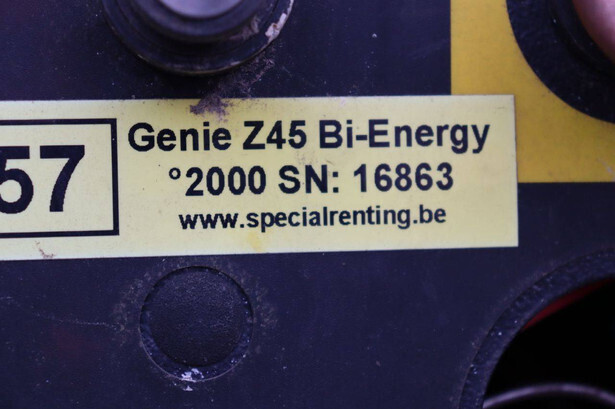 57
Genie Z45 Bi-Energy
°2000 SN: 16863
www.specialrenting.be